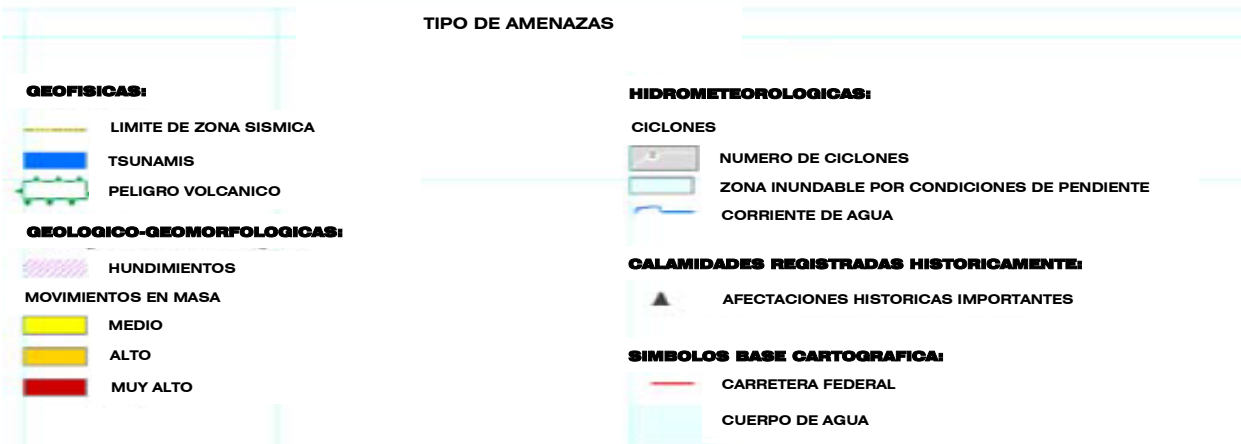 TIPO DE AMENAZAS
GEOFISICAS:
LIMITE DE ZONA SISMICA
TSUNAMIS
PELIGRO VOLCANICO
GEOLOGICO-GEOMORFOLOGICAS:
HUNDIMIENTOS
MOVIMIENTOS EN MASA
MEDIO
ALTO
MUY ALTO
HIDROMETEOROLOGICAS:
CICLONES
NUMERO DE CICLONES
ZONA INUNDABLE POR CONDICIONES DE PENDIENTE
CORRIENTE DE AGUA
CALAMIDADES REGISTRADAS HISTORICAMENTE:
AFECTACIONES HISTORICAS IMPORTANTES
SIMBOLOS BASE CARTOGRAFICA:
CARRETERA FEDERAL
CUERPO DE AGUA